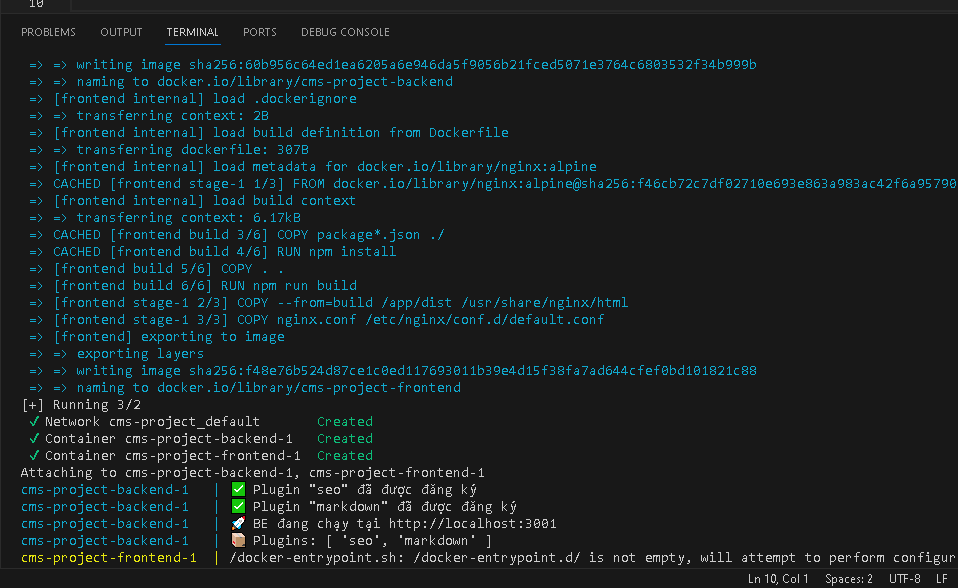 10
PROBLEMS OUTPUT TERMINAL PORTS DEBUG CONSOLE
=> => writing image sha256:60b956c64ed1ea6205a6e946da5f9056b21fced5071e3764c6803532f34b999b
=> => naming to docker.io/library/cms-project-backend
=> [frontend internal] load .dockerignore
=> => transferring context: 2B
=> [frontend internal] load build definition from Dockerfile
=> => transferring dockerfile: 307B
=> [frontend internal] load metadata for docker.io/library/nginx:alpine
=> CACHED [frontend stage-1 1/3] FROM docker.io/library/nginx:alpine@sha256:f46cb72c7df02710e693e863a983ac42f6a95790
=> [frontend internal] load build context
=> => transferring context: 6.17kB
=> CACHED [frontend build 3/6] COPY package*.json ./
=> CACHED [frontend build 4/6] RUN npm install
=> [frontend build 5/6] COPY . .
=> [frontend build 6/6] RUN npm run build
=> [frontend stage-1 2/3] COPY --from=build /app/dist /usr/share/nginx/html
=> [frontend stage-1 3/3] COPY nginx.conf /etc/nginx/conf.d/default.conf
=> [frontend] exporting to image
=> => exporting layers
=> => writing image sha256:f48e76b524d87ce1c0ed117693011b39e4d15f38fa7ad644cfef0bd101821c88
=> => naming to docker.io/library/cms-project-frontend
[+] Running 3/2
✓ Network cms-project_default Created
✓ Container cms-project-backend-1 Created
✓ Container cms-project-frontend-1 Created
Attaching to cms-project-backend-1, cms-project-frontend-1
cms-project-backend-1 | ✅ Plugin "seo" đã được đăng ký
cms-project-backend-1 | ✅ Plugin "markdown" đã được đăng ký
cms-project-backend-1 | 🚀 BE đang chạy tại http://localhost:3001
cms-project-backend-1 | 📦 Plugins: [ 'seo', 'markdown' ]
cms-project-frontend-1 | /docker-entrypoint.sh: /docker-entrypoint.d/ is not empty, will attempt to perform configur
Ln 10, Col 1 Spaces: 2 UTF-8 LF